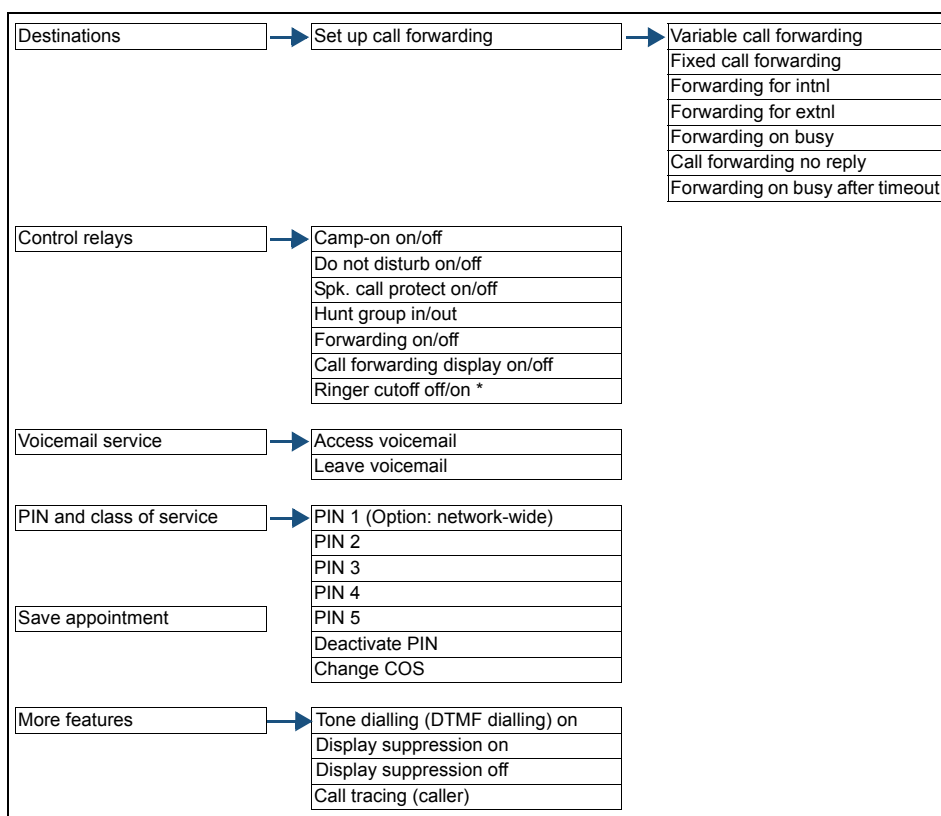 Destinations
Set up call forwarding
Variable call forwarding
Fixed call forwarding
Forwarding for intnl
Forwarding for extnl
Forwarding on busy
Call forwarding no reply
Forwarding on busy after timeout
Control relays
Camp-on on/off
Do not disturb on/off
Spk. call protect on/off
Hunt group in/out
Forwarding on/off
Call forwarding display on/off
Ringer cutoff off/on *
Voicemail service
Access voicemail
Leave voicemail
PIN and class of service
PIN 1 (Option: network-wide)
PIN 2
PIN 3
PIN 4
Save appointment
PIN 5
Deactivate PIN
Change COS
More features
Tone dialling (DTMF dialling) on
Display suppression on
Display suppression off
Call tracing (caller)